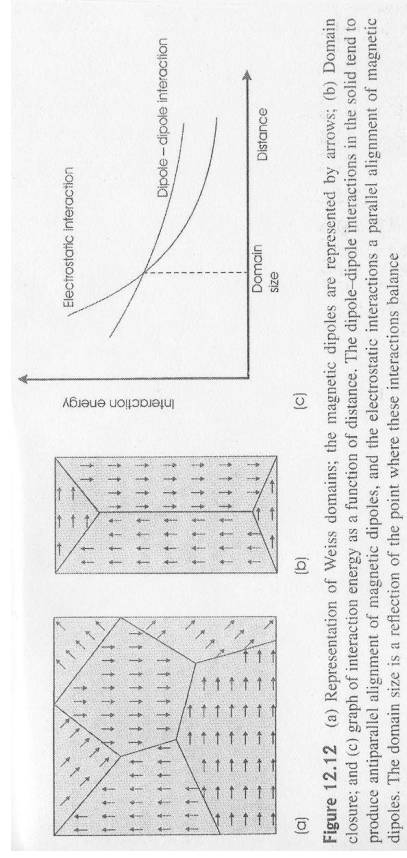 Interaction energy
Electrostatic interaction
Dipole – dipole interaction
Domain
size
Distance
(a)
(b)
(c)
Figure 12.12 (a) Representation of Weiss domains; the magnetic dipoles are represented by arrows; (b) Domain
closure; and (c) graph of interaction energy as a function of distance. The dipole–dipole interactions in the solid tend to
produce antiparallel alignment of magnetic dipoles, and the electrostatic interactions a parallel alignment of magnetic
dipoles. The domain size is a reflection of the point where these interactions balance